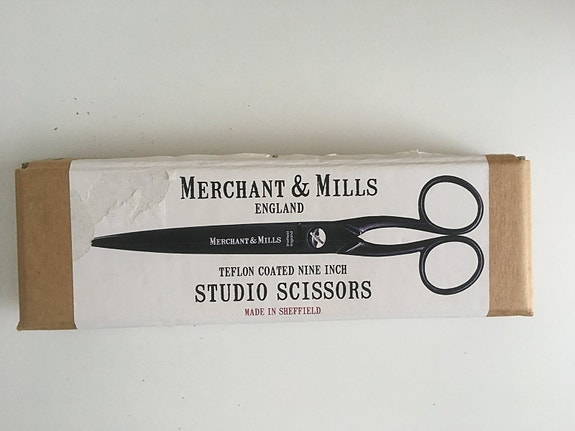 MERCHANT & MILLS
ENGLAND
MERCHANT & MILLS
TEFLON COATED NINE INCH
STUDIO SCISSORS
MADE IN SHEFFIELD